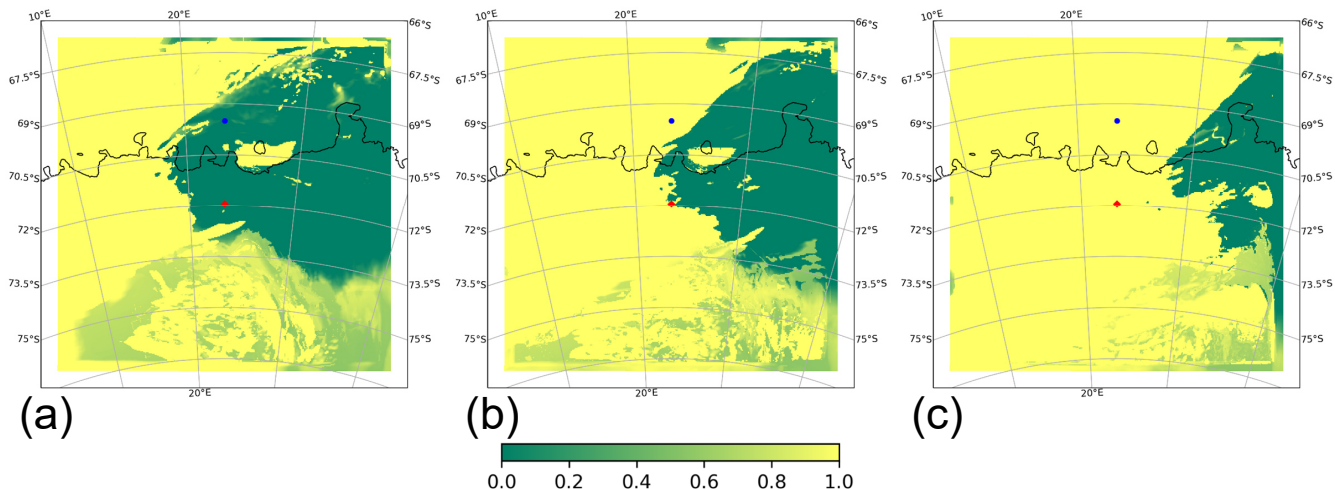 10°E 20°E 66°S 10°E 20°E 66°S 10°E 20°E 66°S
67.5°S 67.5°S 67.5°S 67.5°S 67.5°S 67.5°S
69°S 69°S 69°S 69°S 69°S 69°S
70.5°S 70.5°S 70.5°S 70.5°S 70.5°S 70.5°S
72°S 72°S 72°S 72°S 72°S 72°S
73.5°S 73.5°S 73.5°S 73.5°S 73.5°S 73.5°S
75°S 75°S 75°S 75°S 75°S 75°S
20°E 20°E 20°E
(a) (b) (c)
0.0 0.2 0.4 0.6 0.8 1.0